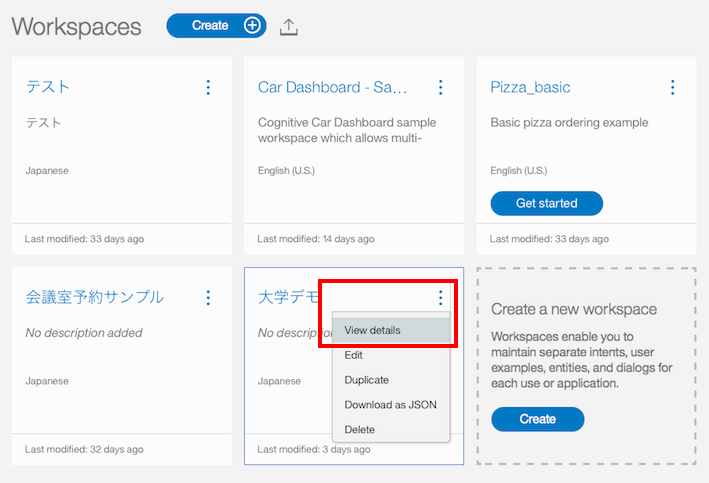 Workspaces
Create
テスト
テスト
Japanese
Last modified: 33 days ago
Car Dashboard - Sa...
Cognitive Car Dashboard sample
workspace which allows multi-
English (U.S.)
Last modified: 14 days ago
Pizza_basic
Basic pizza ordering example
English (U.S.)
Get started
Last modified: 33 days ago
会議室予約サンプル
No description added
Japanese
Last modified: 32 days ago
大学デモ
No description
View details
Edit
Japanese
Duplicate
Download as JSON
Delete
Last modified: 3 days ago
Create a new workspace
Workspaces enable you to
maintain separate intents, user
examples, entities, and dialogs for
each use or application.
Create